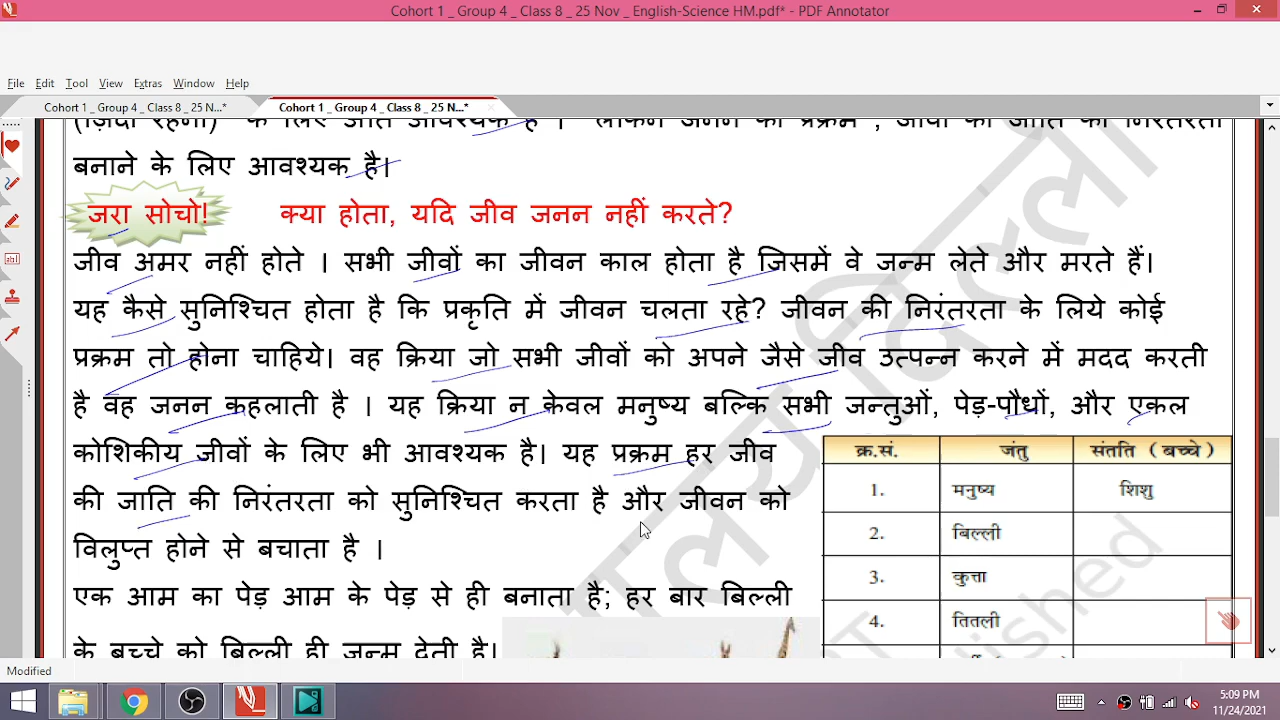 Cohort 1 _ Group 4 _ Class 8 _ 25 Nov _ English-Science HM.pdf* - PDF Annotator
File Edit Tool View Extras Window Help
Cohort 1 _ Group 4 _ Class 8 _ 25 N...* Cohort 1 _ Group 4 _ Class 8 _ 25 N...*
बनाने के लिए आवश्यक है।
जरा सोचो! क्या होता, यदि जीव जनन नहीं करते?
जीव अमर नहीं होते । सभी जीवों का जीवन काल होता है जिसमें वे जन्म लेते और मरते हैं।
यह कैसे सुनिश्चित होता है कि प्रकृति में जीवन चलता रहे? जीवन की निरंतरता के लिये कोई
प्रक्रम तो होना चाहिये। वह क्रिया जो सभी जीवों को अपने जैसे जीव उत्पन्न करने में मदद करती
है वह जनन कहलाती है । यह क्रिया न केवल मनुष्य बल्कि सभी जन्तुओं, पेड़-पौधों, और एकल
कोशिकीय जीवों के लिए भी आवश्यक है। यह प्रक्रम हर जीव
की जाति की निरंतरता को सुनिश्चित करता है और जीवन को
विलुप्त होने से बचाता है ।
एक आम का पेड़ आम के पेड़ से ही बनाता है; हर बार बिल्ली
के बच्चे को बिल्ली ही जन्म देती है।
क्र.सं. जंतु संतति (बच्चे)
1. मनुष्य शिशु
2. बिल्ली
3. कुत्ता
4. तितली
Modified
5:09 PM
11/24/2021